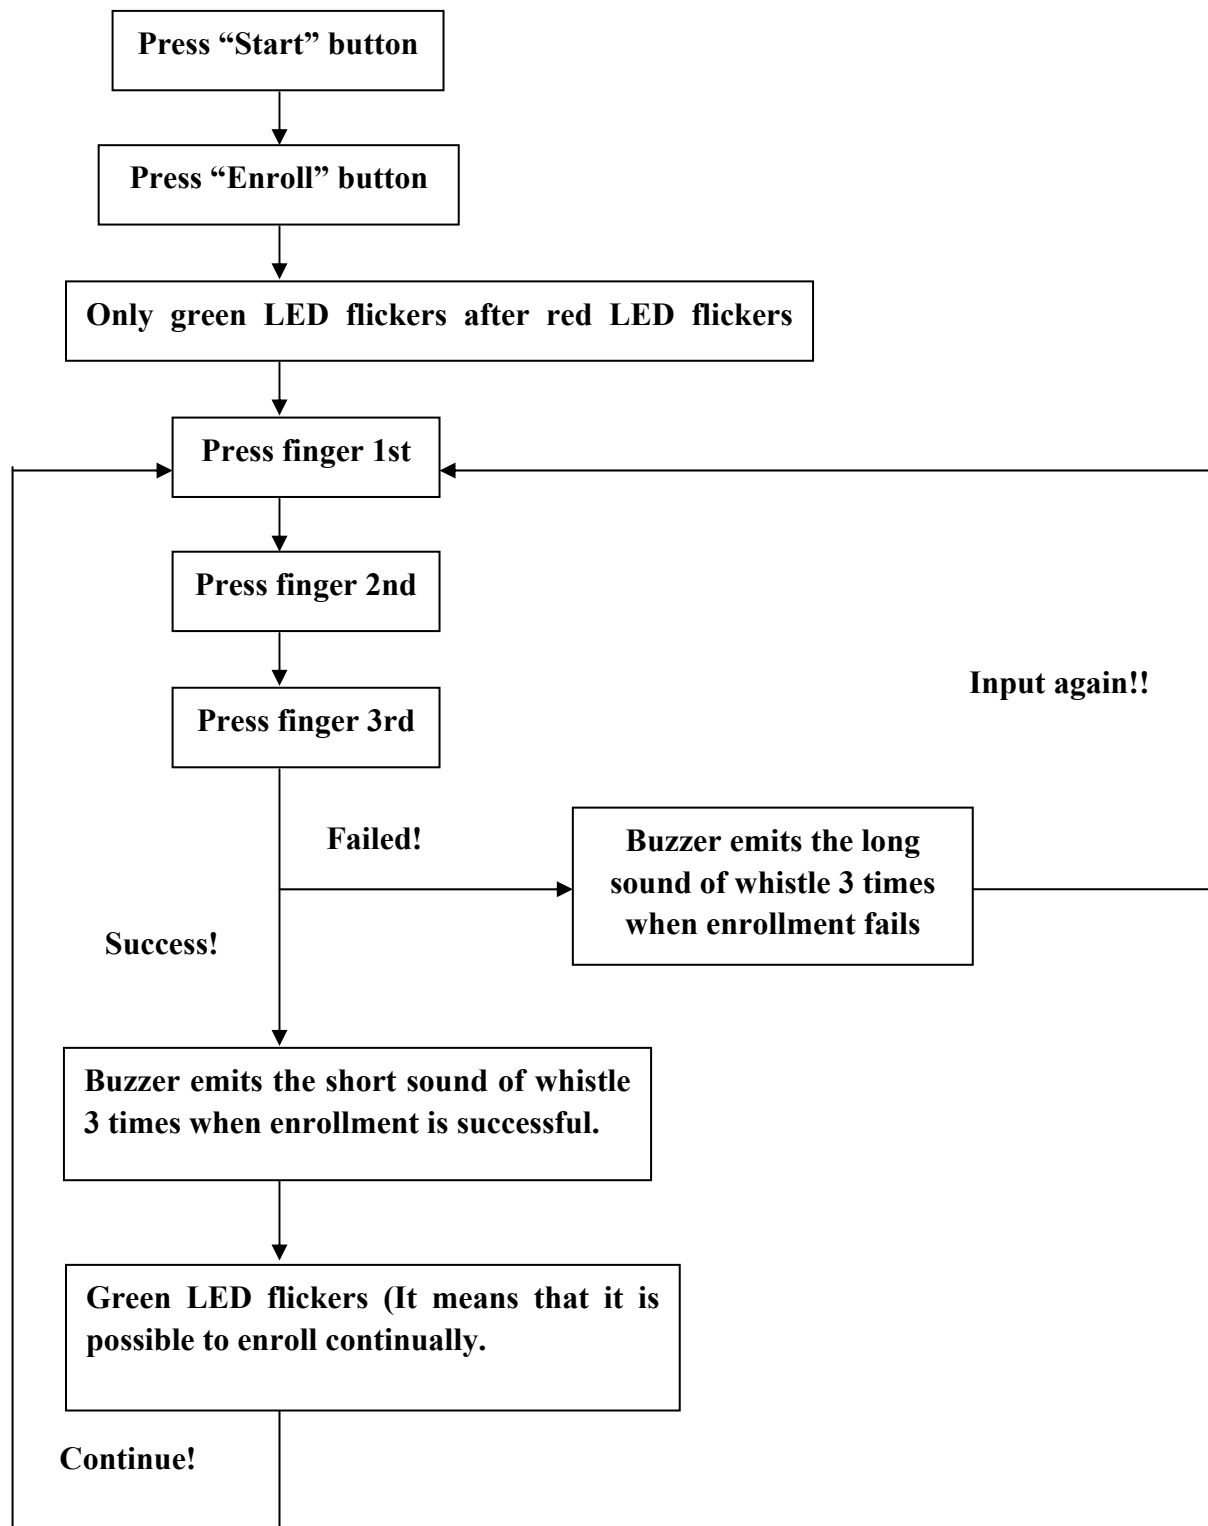 Press “Start” button
Press “Enroll” button
Only green LED flickers after red LED flickers
Press finger 1st
Press finger 2nd
Input again!!
Press finger 3rd
Failed!
Buzzer emits the long
sound of whistle 3 times
when enrollment fails
Success!
Buzzer emits the short sound of whistle
3 times when enrollment is successful.
Green LED flickers (It means that it is
possible to enroll continually.
Continue!